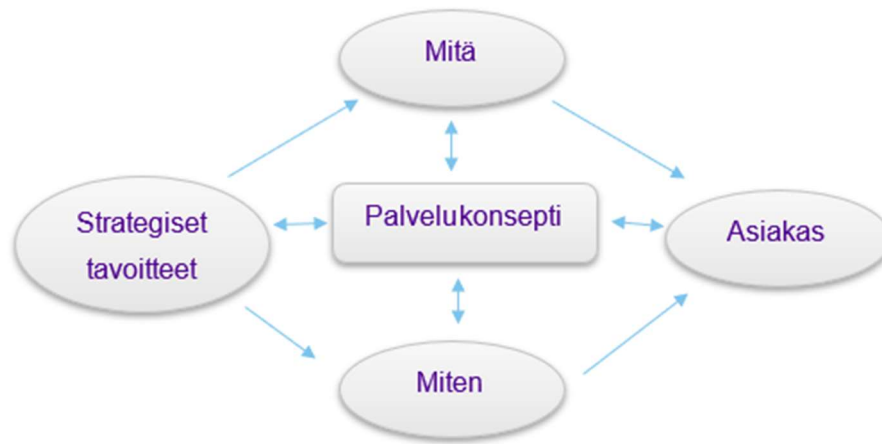 Mitä
Strategiset
tavoitteet
Palvelukonsepti
Asiakas
Miten